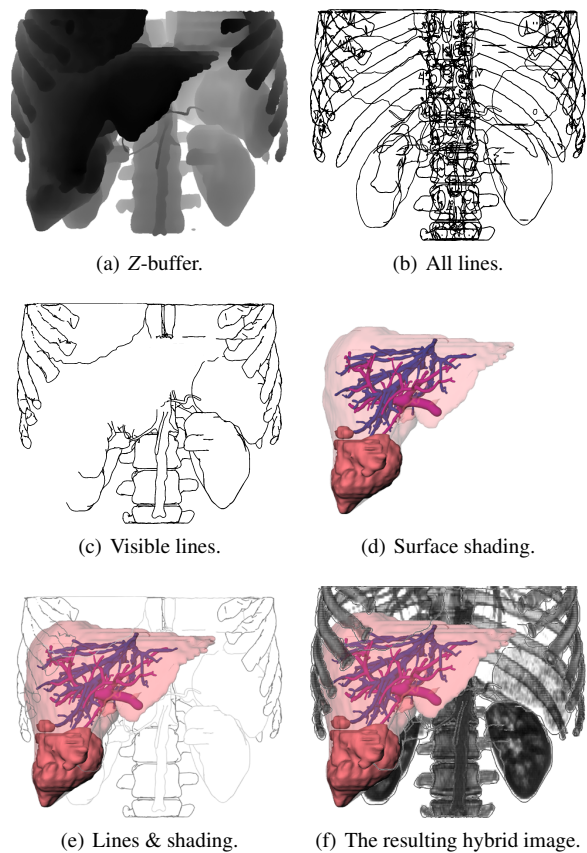 (a) Z-buffer.
(b) All lines.
(c) Visible lines.
(d) Surface shading.
(e) Lines & shading.
(f) The resulting hybrid image.